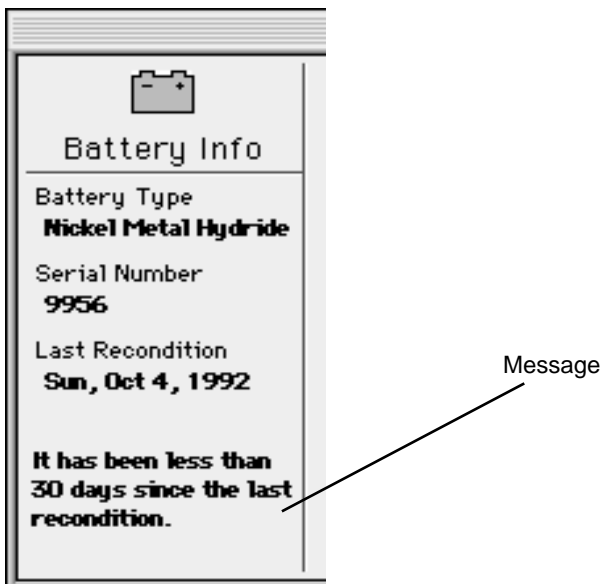 Battery Info
Battery Type
Nickel Metal Hydride
Serial Number
9956
Last Recondition
Sun, Oct 4, 1992
Message
It has been less than
30 days since the last
recondition.